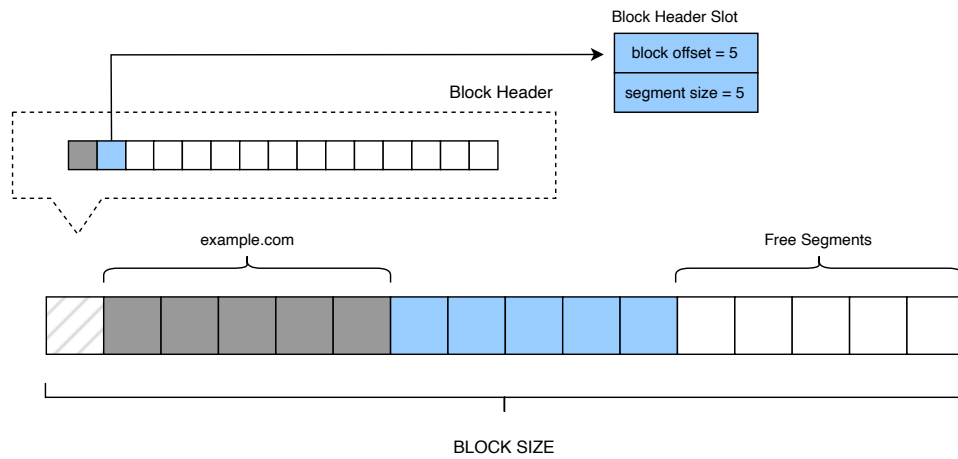 Block Header Slot
block offset = 5
segment size = 5
Block Header
example.com
Free Segments
BLOCK SIZE